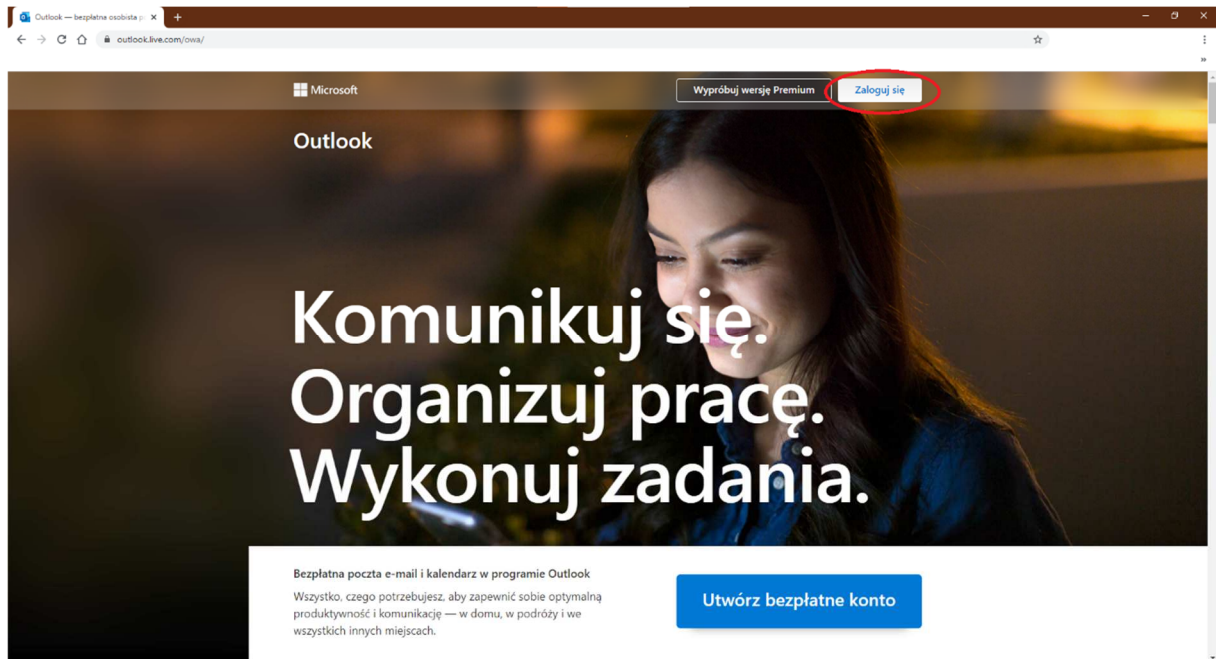 Outlook — bezpłatna osobista p
outlook.live.com/owa/
Microsoft
Wypróbuj wersję Premium
Zaloguj się
Outlook
Komunikuj się.
Organizuj pracę.
Wykonuj zadania.
Bezpłatna poczta e-mail i kalendarz w programie Outlook
Wszystko, czego potrzebujesz, aby zapewnić sobie optymalną
produktywność i komunikację — w domu, w podróży i we
wszystkich innych miejscach.
Utwórz bezpłatne konto